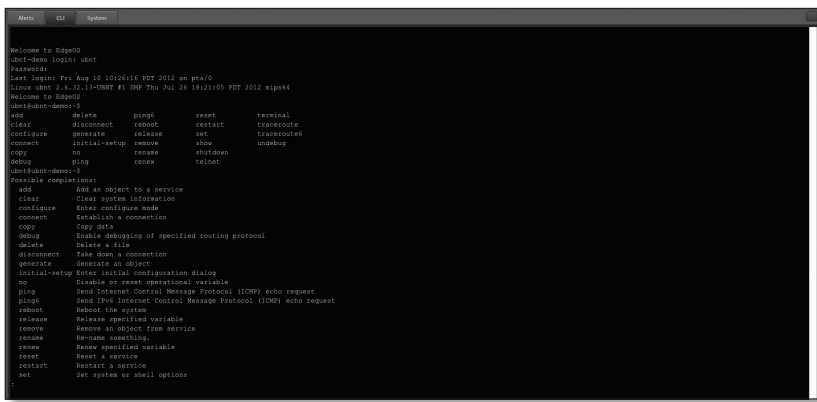 Alerts CLI System
Welcome to EdgeOS
ubnt-demo login: ubnt
Password:
Last login: Fri Aug 10 10:26:16 PDT 2012 on pts/0
Linux ubnt 2.6.32.13-UBNT #1 SMP Thu Jul 26 18:21:05 PDT 2012 mips64
Welcome to EdgeOS
ubnt@ubnt-demo:~$
add delete ping6 reset terminal
clear disconnect reboot restart traceroute
configure generate release set traceroute6
connect initial-setup remove show undebug
copy no rename shutdown
debug ping renew telnet
ubnt@ubnt-demo:~$
Possible completions:
add Add an object to a service
clear Clear system information
configure Enter configure mode
connect Establish a connection
copy Copy data
debug Enable debugging of specified routing protocol
delete Delete a file
disconnect Take down a connection
generate Generate an object
initial-setup Enter initial configuration dialog
no Disable or reset operational variable
ping Send Internet Control Message Protocol (ICMP) echo request
ping6 Send IPv6 Internet Control Message Protocol (ICMP) echo request
reboot Reboot the system
release Release specified variable
remove Remove an object from service
rename Re-name something.
renew Renew specified variable
reset Reset a service
restart Restart a service
set Set system or shell options
: